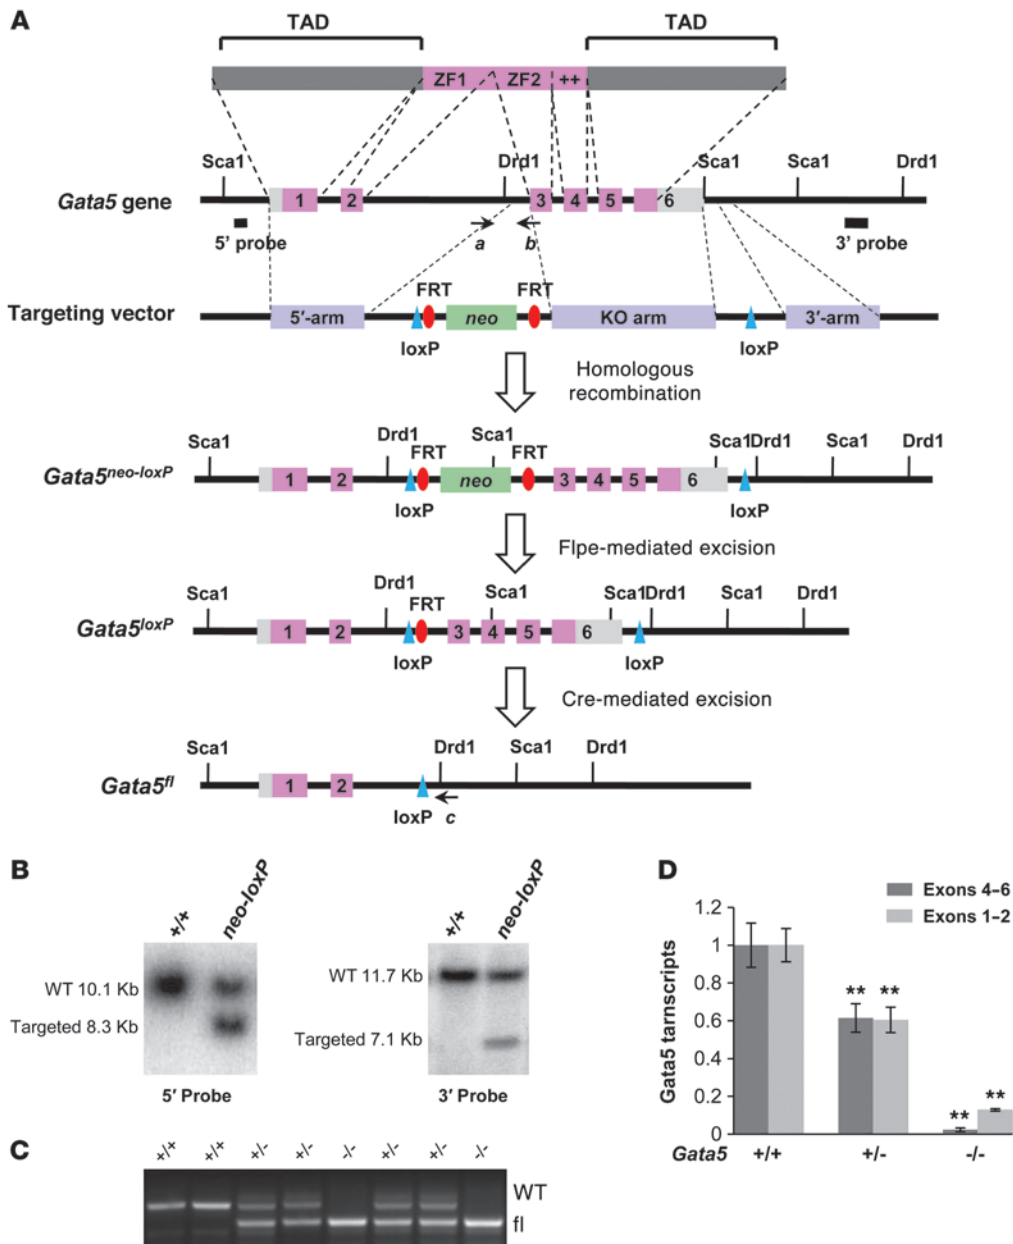 A
TAD TAD
ZF1 ZF2 ++
Sca1 Drd1 Sca1 Sca1 Drd1
Gata5 gene 1 2 3 4 5 6
5' probe a b 3' probe
FRT FRT
Targeting vector 5′-arm neo KO arm 3′-arm
loxP loxP
Homologous
recombination
Sca1 Drd1 Sca1 Sca1Drd1 Sca1 Drd1
FRT FRT
Gata5neo-loxP 1 2 neo 3 4 5 6
loxP loxP
Flpe-mediated excision
Sca1 Drd1 Sca1 Sca1Drd1 Sca1 Drd1
FRT
Gata5loxP 1 2 3 4 5 6
loxP loxP
Cre-mediated excision
Sca1 Drd1 Sca1 Drd1
Gata5fl 1 2
loxP c
B
+/+ neo-loxP
WT 10.1 Kb
Targeted 8.3 Kb
5′ Probe
+/+ neo-loxP
WT 11.7 Kb
Targeted 7.1 Kb
3′ Probe
C
+/+ +/+ +/- +/- -/- +/- +/- -/-
WT
fl
D
Exons 4–6
Exons 1–2
Gata5 tarnscripts
1.2
1
0.8
0.6
0.4
0.2
0
** **
** **
Gata5 +/+ +/- -/-